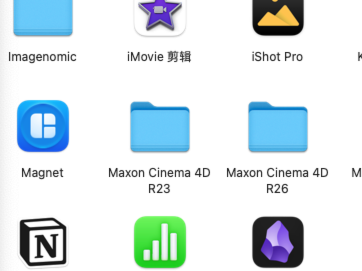 Imagenomic
iMovie 剪辑
iShot Pro
K
Magnet
Maxon Cinema 4D
R23
Maxon Cinema 4D
R26
M
N